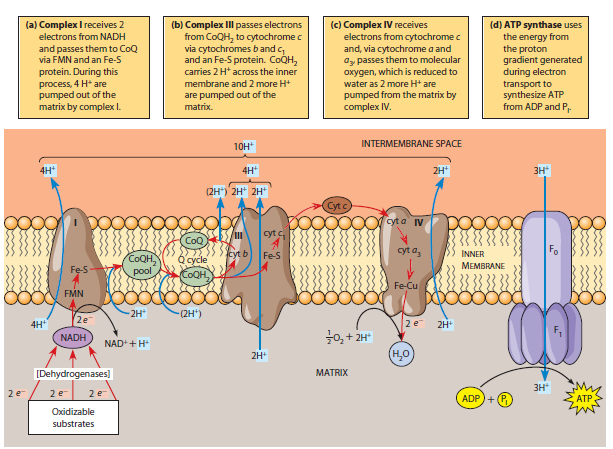 (a) Complex I receives 2
electrons from NADH
and passes them to CoQ
via FMN and an Fe-S
protein. During this
process, 4 H⁺ are
pumped out of the
matrix by complex I.
(b) Complex III passes electrons
from CoQH₂ to cytochrome c
via cytochromes b and c₁
and an Fe-S protein. CoQH₂
carries 2 H⁺ across the inner
membrane and 2 more H⁺
are pumped out of the
matrix.
(c) Complex IV receives
electrons from cytochrome c
and, via cytochrome a and
a₃, passes them to molecular
oxygen, which is reduced to
water as 2 more H⁺ are
pumped from the matrix by
complex IV.
(d) ATP synthase uses
the energy from
the proton
gradient generated
during electron
transport to
synthesize ATP
from ADP and Pᵢ.
10H⁺
INTERMEMBRANE SPACE
4H⁺
4H⁺
2H⁺
3H⁺
(2H⁺)
2H⁺
2H⁺
Cyt c
I
III
cyt a
IV
CoQ
cyt c₁
cyt b
Fe-S
cyt a₃
F₀
INNER
MEMBRANE
CoQH₂
pool
Q cycle
CoQH₂
Fe-S
FMN
Fe-Cu
4H⁺
2 e⁻
2H⁺
(2H⁺)
2 e⁻
2H⁺
F₁
NADH
NAD⁺ + H⁺
2H⁺
½O₂ + 2H⁺
H₂O
MATRIX
[Dehydrogenases]
3H⁺
2 e⁻
2 e⁻
2 e⁻
ADP
+
Pᵢ
ATP
Oxidizable
substrates